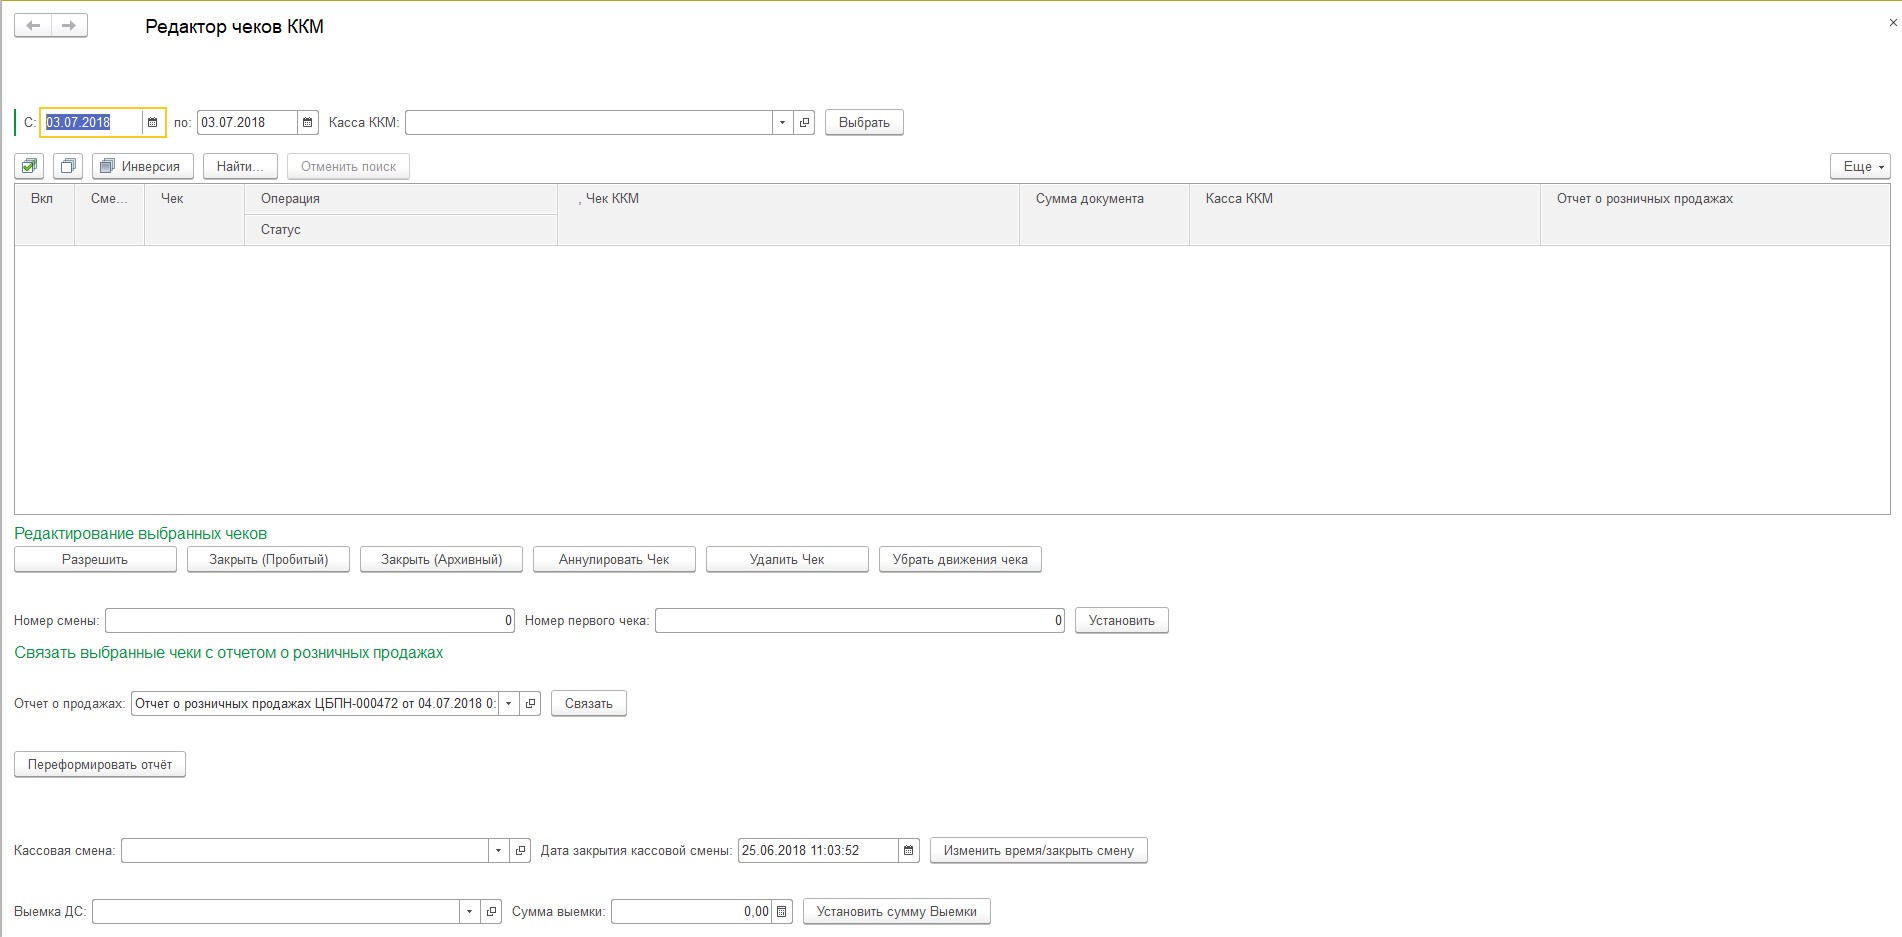 Редактор чеков ККМ
С: 03.07.2018 по: 03.07.2018 Касса ККМ: Выбрать
Инверсия Найти... Отменить поиск Еще
Вкл Сме... Чек Операция , Чек ККМ Сумма документа Касса ККМ Отчет о розничных продажах
Статус
Редактирование выбранных чеков
Разрешить Закрыть (Пробитый) Закрыть (Архивный) Аннулировать Чек Удалить Чек Убрать движения чека
Номер смены: 0 Номер первого чека: 0 Установить
Связать выбранные чеки с отчетом о розничных продажах
Отчет о продажах: Отчет о розничных продажах ЦБПН-000472 от 04.07.2018 0: Связать
Переформировать отчёт
Кассовая смена: Дата закрытия кассовой смены: 25.06.2018 11:03:52 Изменить время/закрыть смену
Выемка ДС: Сумма выемки: 0,00 Установить сумму Выемки